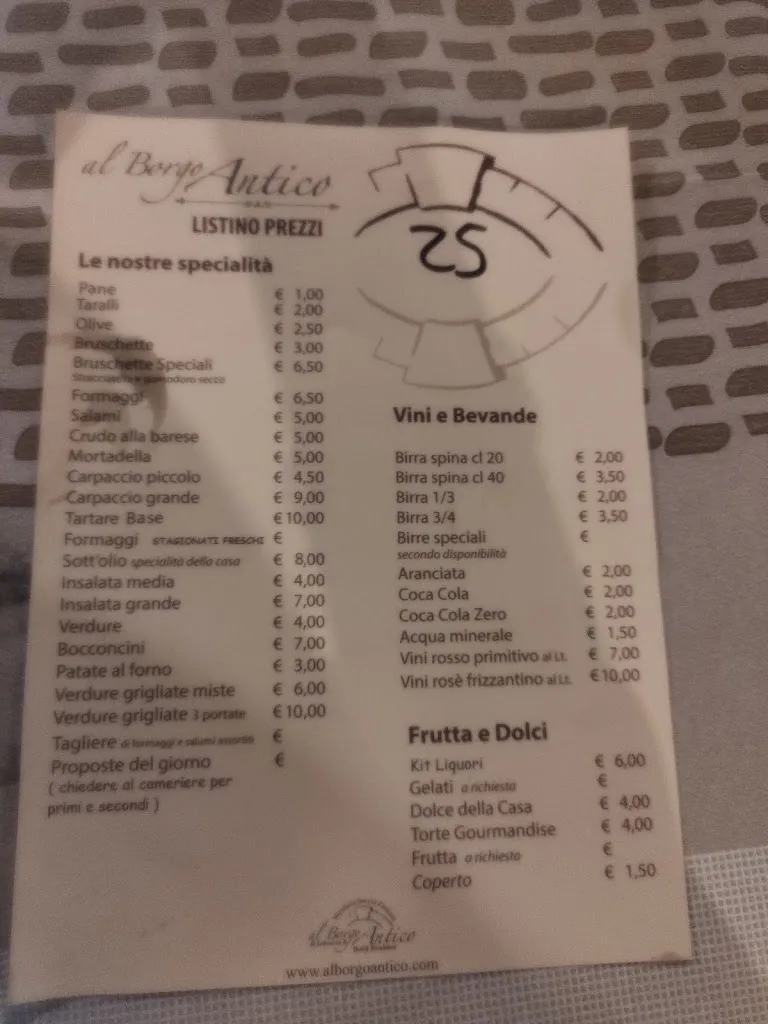 al Borgo Antico
BARI
LISTINO PREZZI
25
Le nostre specialità
Pane € 1,00
Taralli € 2,00
Olive € 2,50
Bruschette € 3,00
Bruschette Speciali € 6,50
Stracciatella e pomodoro secco
Formaggi € 6,50
Salami € 5,00
Crudo alla barese € 5,00
Mortadella € 5,00
Carpaccio piccolo € 4,50
Carpaccio grande € 9,00
Tartare Base € 10,00
Formaggi STAGIONATI FRESCHI €
Sott'olio specialità della casa € 8,00
Insalata media € 4,00
Insalata grande € 7,00
Verdure € 4,00
Bocconcini € 7,00
Patate al forno € 3,00
Verdure grigliate miste € 6,00
Verdure grigliate 3 portate € 10,00
Tagliere di formaggi e salumi assortiti €
Proposte del giorno €
( chiedere al cameriere per
primi e secondi )
Vini e Bevande
Birra spina cl 20 € 2,00
Birra spina cl 40 € 3,50
Birra 1/3 € 2,00
Birra 3/4 € 3,50
Birre speciali €
secondo disponibilità
Aranciata € 2,00
Coca Cola € 2,00
Coca Cola Zero € 2,00
Acqua minerale € 1,50
Vini rosso primitivo al Lt. € 7,00
Vini rosè frizzantino al Lt. € 10,00
Frutta e Dolci
Kit Liquori € 6,00
Gelati a richiesta €
Dolce della Casa € 4,00
Torte Gourmandise € 4,00
Frutta a richiesta €
Coperto € 1,50
al Borgo Antico
www.alborgoantico.com